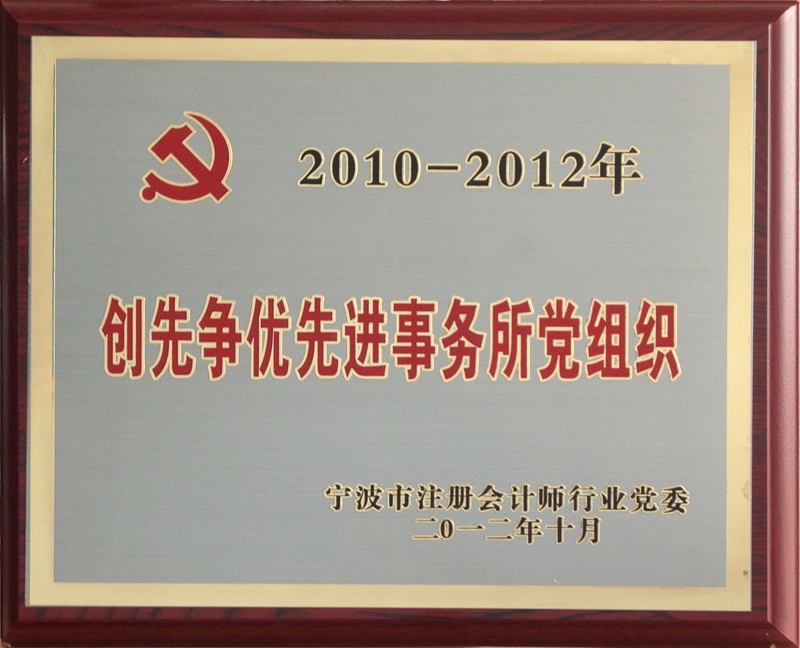 2010-2012年
创先争优先进事务所党组织
宁波市注册会计师行业党委
二0一二年十月